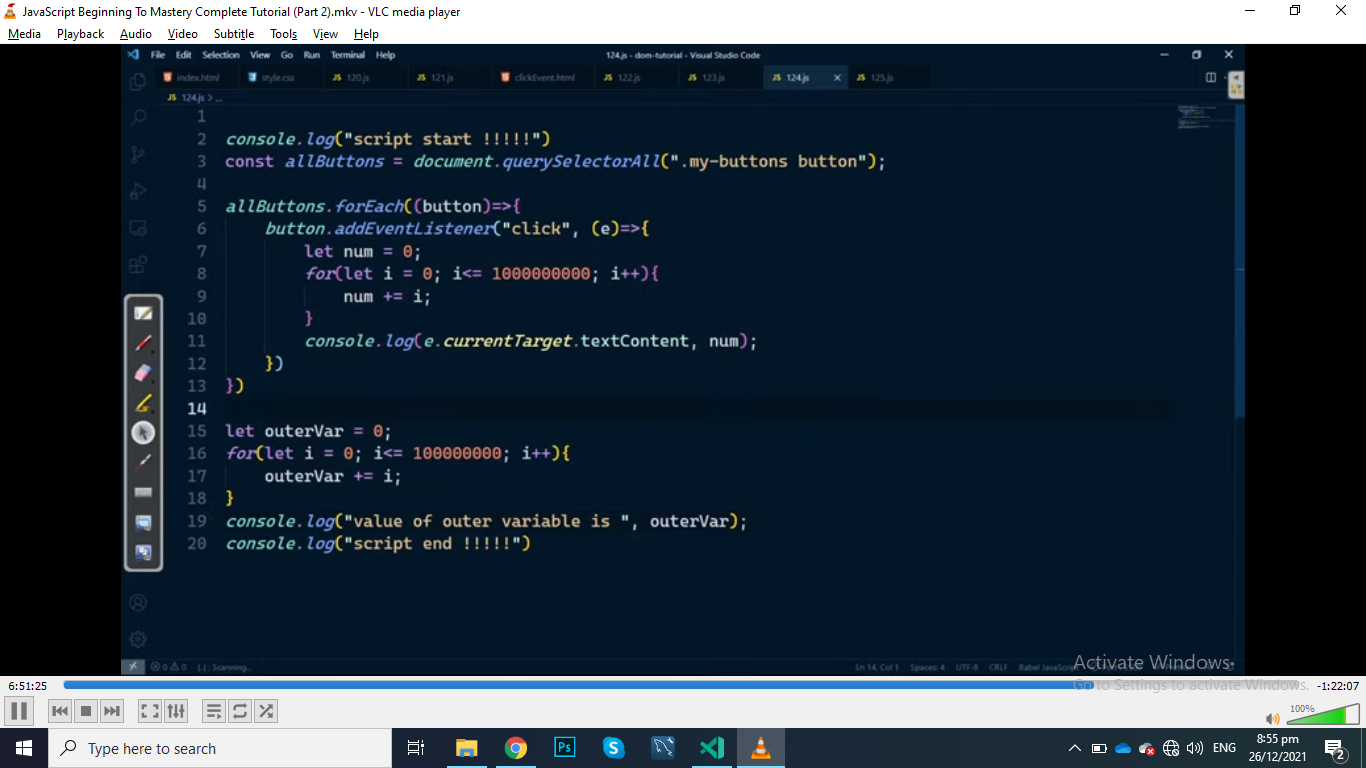 JavaScript Beginning To Mastery Complete Tutorial (Part 2).mkv - VLC media player
Media Playback Audio Video Subtitle Tools View Help
File Edit Selection View Go Run Terminal Help 124.js - dom-tutorial - Visual Studio Code
index.html style.css JS 120.js JS 121.js clickEvent.html JS 122.js JS 123.js JS 124.js JS 125.js
JS 124.js > ...
1
2 console.log("script start !!!!!")
3 const allButtons = document.querySelectorAll(".my-buttons button");
4
5 allButtons.forEach((button)=>{
6 button.addEventListener("click", (e)=>{
7 let num = 0;
8 for(let i = 0; i<= 1000000000; i++){
9 num += i;
10 }
11 console.log(e.currentTarget.textContent, num);
12 })
13 })
14
15 let outerVar = 0;
16 for(let i = 0; i<= 100000000; i++){
17 outerVar += i;
18 }
19 console.log("value of outer variable is ", outerVar);
20 console.log("script end !!!!!")
0 0 Scanning... Ln 14, Col 1 Spaces: 4 UTF-8 CRLF Babel JavaScript
Activate Windows
Go to Settings to activate Windows.
6:51:25 -1:22:07
100%
Type here to search
Ps
ENG
8:55 pm
26/12/2021
2